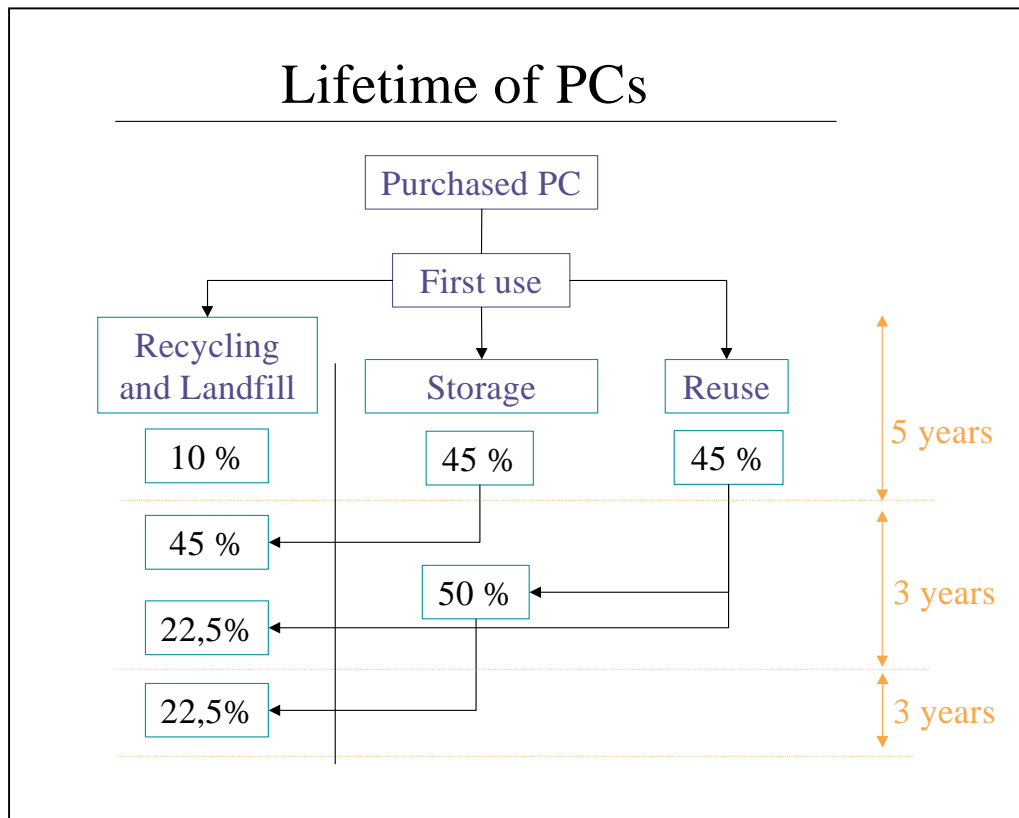 Lifetime of PCs
Purchased PC
First use
Recycling
and Landfill
Storage
Reuse
5 years
10 %
45 %
45 %
45 %
50 %
3 years
22,5%
22,5%
3 years